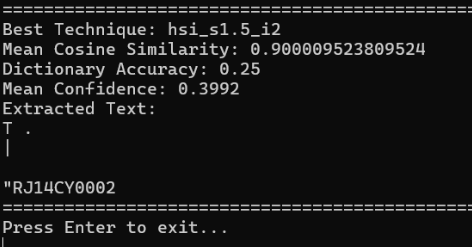 ===============================================
Best Technique: hsi_s1.5_i2
Mean Cosine Similarity: 0.900009523809524
Dictionary Accuracy: 0.25
Mean Confidence: 0.3992
Extracted Text:
T .
|
"RJ14CY0002
===============================================
Press Enter to exit...